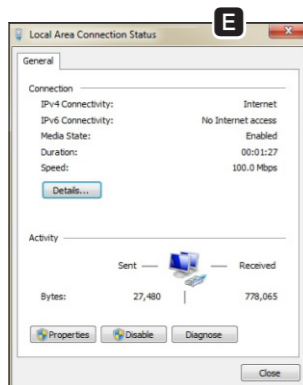 E
Local Area Connection Status
General
Connection
IPv4 Connectivity: Internet
IPv6 Connectivity: No Internet access
Media State: Enabled
Duration: 00:01:27
Speed: 100.0 Mbps
Details...
Activity
Sent — Received
Bytes: 27,480 | 778,065
Properties Disable Diagnose
Close